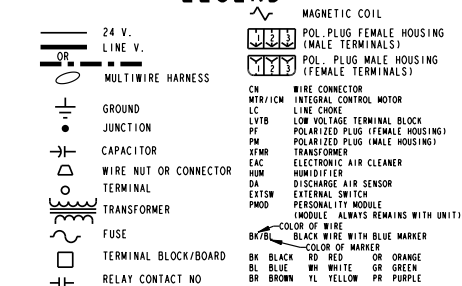 MAGNETIC COIL
24 V.
LINE V.
OR
MULTIWIRE HARNESS
GROUND
JUNCTION
CAPACITOR
WIRE NUT OR CONNECTOR
TERMINAL
TRANSFORMER
FUSE
TERMINAL BLOCK/BOARD
RELAY CONTACT NO
1 2 3
POL.PLUG FEMALE HOUSING
(MALE TERMINALS)
1 2 3
POL. PLUG MALE HOUSING
(FEMALE TERMINALS)
CN WIRE CONNECTOR
MTR/ICM INTEGRAL CONTROL MOTOR
LC LINE CHOKE
LVTB LOW VOLTAGE TERMINAL BLOCK
PF POLARIZED PLUG (FEMALE HOUSING)
PM POLARIZED PLUG (MALE HOUSING)
XFMR TRANSFORMER
EAC ELECTRONIC AIR CLEANER
HUM HUMIDIFIER
DA DISCHARGE AIR SENSOR
EXTSW EXTERNAL SWITCH
PMOD PERSONALITY MODULE
(MODULE ALWAYS REMAINS WITH UNIT)
COLOR OF WIRE
BK/BL BLACK WIRE WITH BLUE MARKER
COLOR OF MARKER
BK BLACK RD RED OR ORANGE
BL BLUE WH WHITE GR GREEN
BR BROWN YL YELLOW PR PURPLE